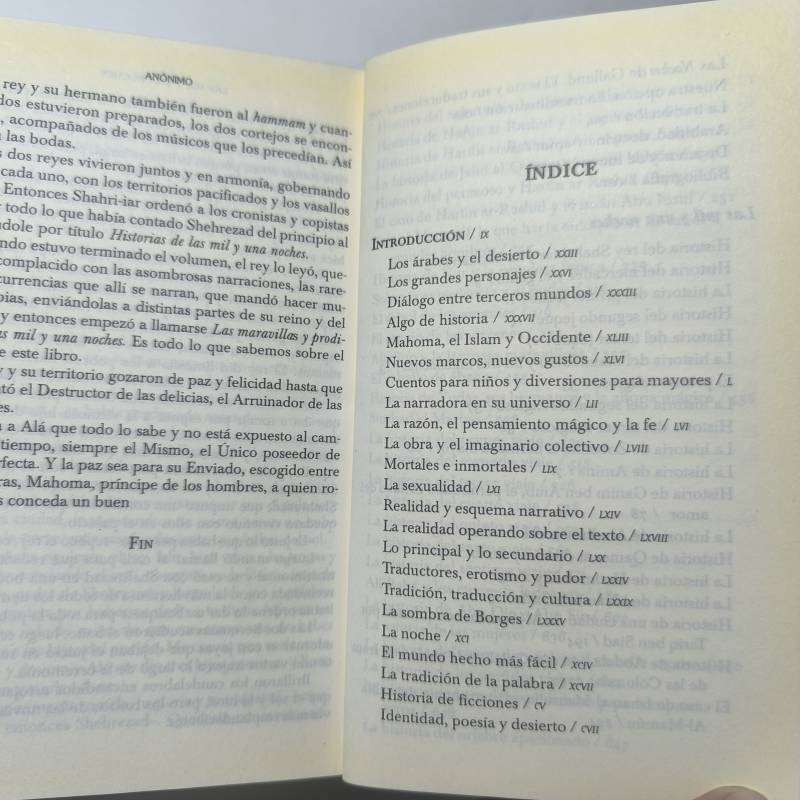 ANÓNIMO
rey y su hermano también fueron al hammam y cuan-
dos estuvieron preparados, los dos cortejos se encon-
, acompañados de los músicos que los precedían. Así
las bodas.
dos reyes vivieron juntos y en armonía, gobernando
cada uno, con los territorios pacificados y los vasallos
Entonces Shahri-iar ordenó a los cronistas y copistas
todo lo que había contado Shehrezad del principio al
dole por título Historias de las mil y una noches.
ndo estuvo terminado el volumen, el rey lo leyó, que-
complacido con las asombrosas narraciones, las rare-
currencias que allí se narran, que mandó hacer mu-
pias, enviándolas a distintas partes de su reino y del
y entonces empezó a llamarse Las maravillas y prodi-
as mil y una noches. Es todo lo que sabemos sobre el
e este libro.
y su territorio gozaron de paz y felicidad hasta que
tó el Destructor de las delicias, el Arruinador de las
es.
a Alá que todo lo sabe y no está expuesto al cam-
tiempo, siempre el Mismo, el Único poseedor de
rfecta. Y la paz sea para su Enviado, escogido entre
ras, Mahoma, príncipe de los hombres, a quien ro-
s conceda un buen
FIN
ÍNDICE
INTRODUCCIÓN / IX
Los árabes y el desierto / XXIII
Los grandes personajes / XXVI
Diálogo entre terceros mundos / XXXIII
Algo de historia / XXXVII
Mahoma, el Islam y Occidente / XLIII
Nuevos marcos, nuevos gustos / XLVI
Cuentos para niños y diversiones para mayores / L
La narradora en su universo / LII
La razón, el pensamiento mágico y la fe / LVI
La obra y el imaginario colectivo / LVIII
Mortales e inmortales / LIX
La sexualidad / LXI
Realidad y esquema narrativo / LXIV
La realidad operando sobre el texto / LXVIII
Lo principal y lo secundario / LXX
Traductores, erotismo y pudor / LXXIV
Tradición, traducción y cultura / LXXIX
La sombra de Borges / LXXXV
La noche / XCI
El mundo hecho más fácil / XCIV
La tradición de la palabra / XCVII
Historia de ficciones / CV
Identidad, poesía y desierto / CVII